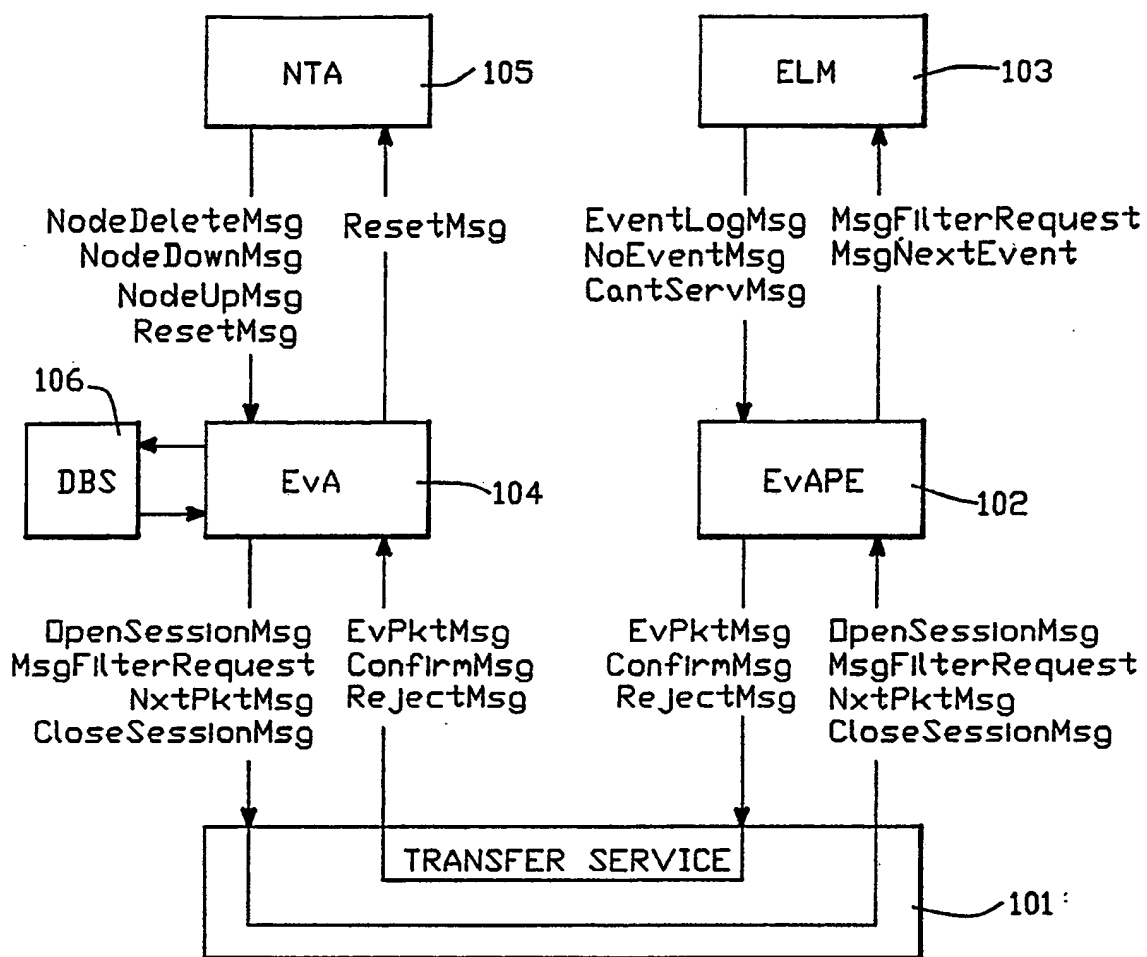 NTA
105
ELM
103
NodeDeleteMsg
NodeDownMsg
NodeUpMsg
ResetMsg
ResetMsg
EventLogMsg
NoEventMsg
CantServMsg
MsgFilterRequest
MsgNextEvent
106
DBS
EvA
104
EvAPE
102
OpenSessionMsg
MsgFilterRequest
NxtPktMsg
CloseSessionMsg
EvPktMsg
ConfirmMsg
RejectMsg
EvPktMsg
ConfirmMsg
RejectMsg
OpenSessionMsg
MsgFilterRequest
NxtPktMsg
CloseSessionMsg
TRANSFER SERVICE
101